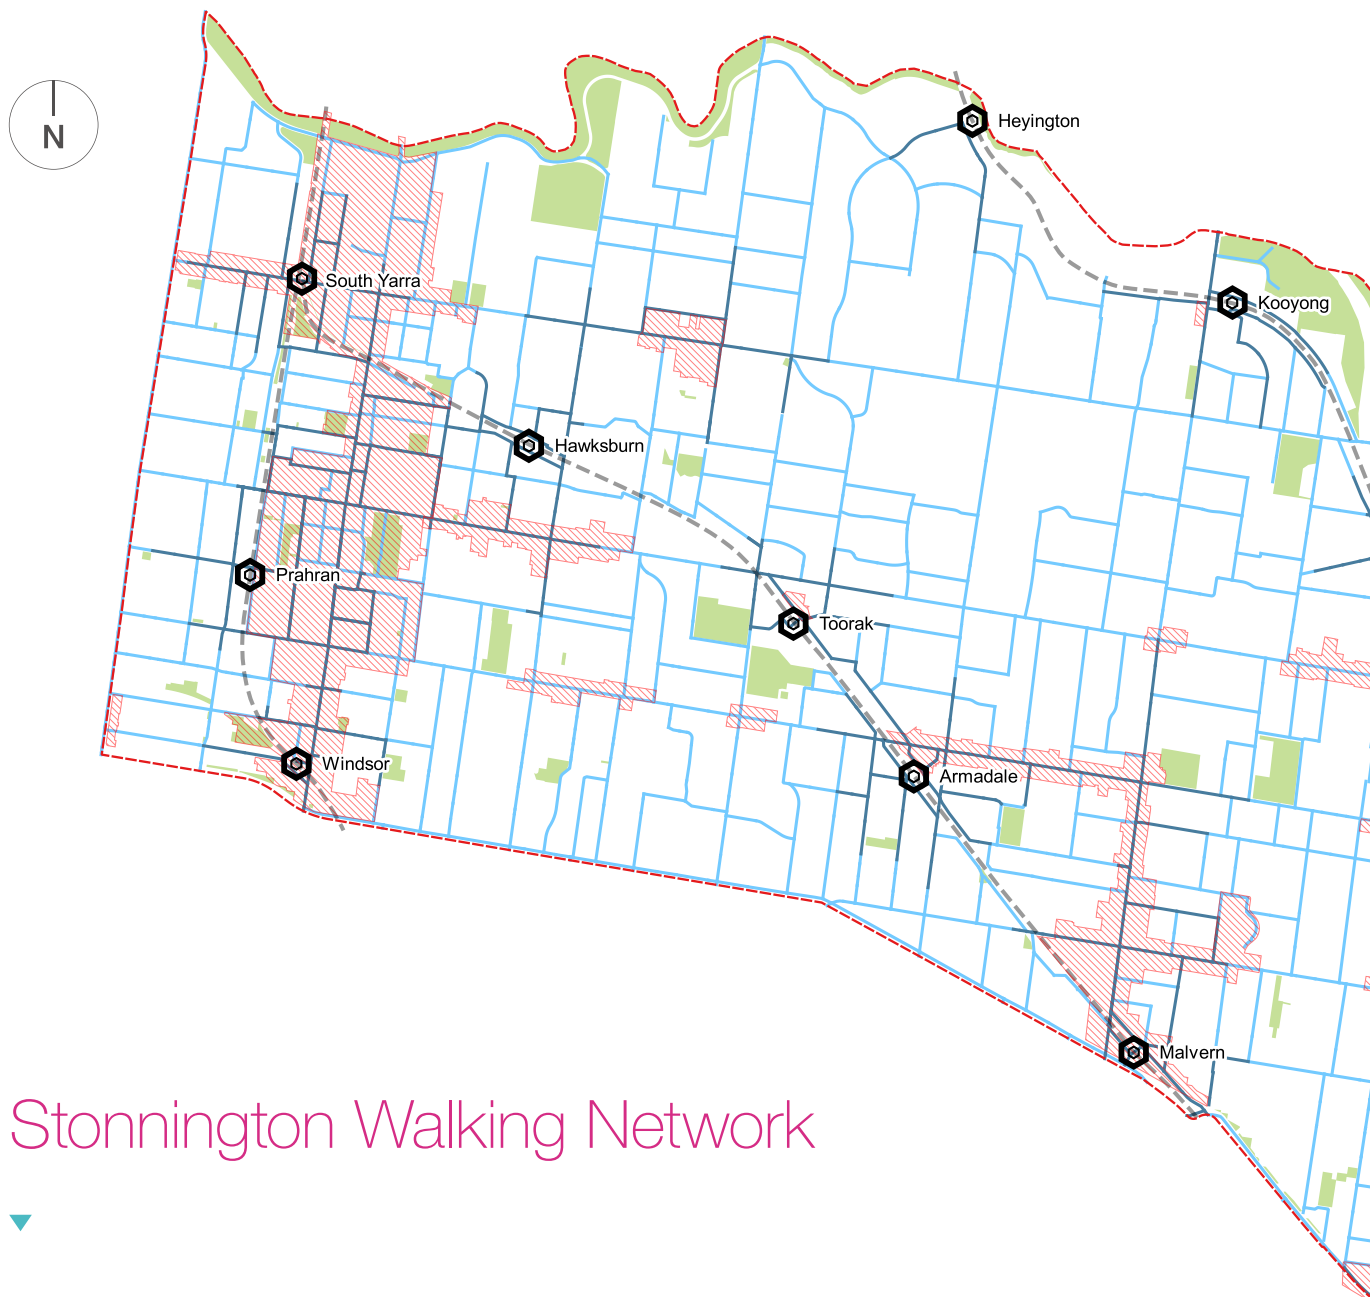 N
Heyington
South Yarra
Kooyong
Hawksburn
Prahran
Toorak
Windsor
Armadale
Malvern
Stonnington Walking Network